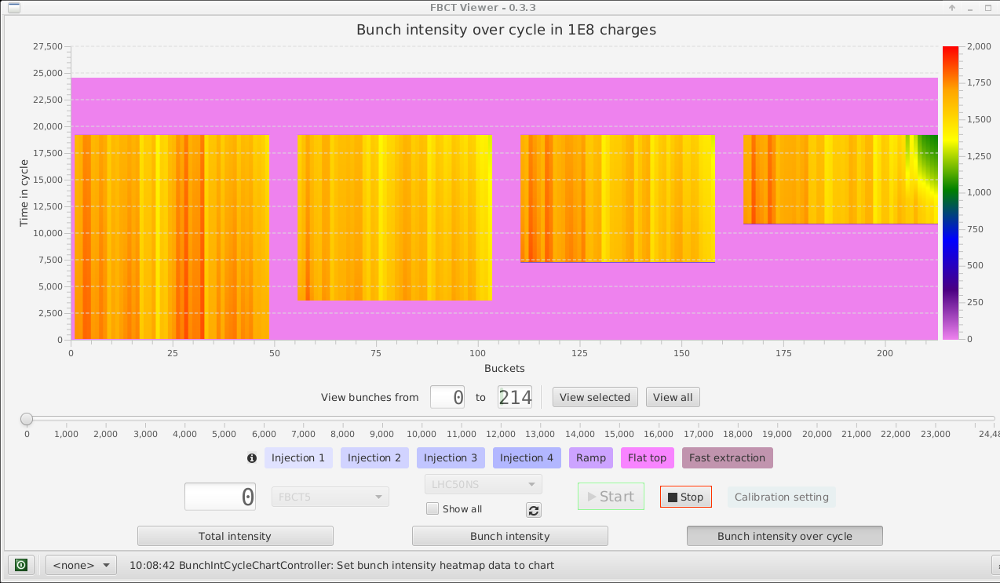 FBCT Viewer - 0.3.3
Bunch intensity over cycle in 1E8 charges
Time in cycle
27,500
25,000
22,500
20,000
17,500
15,000
12,500
10,000
7,500
5,000
2,500
0
0 25 50 75 100 125 150 175 200
Buckets
2,000
1,750
1,500
1,250
1,000
750
500
250
0
View bunches from 0 to 214 View selected View all
0 1,000 2,000 3,000 4,000 5,000 6,000 7,000 8,000 9,000 10,000 11,000 12,000 13,000 14,000 15,000 16,000 17,000 18,000 19,000 20,000 21,000 22,000 23,000 24,48
Injection 1 Injection 2 Injection 3 Injection 4 Ramp Flat top Fast extraction
0 FBCT5 LHC50NS Start Stop Calibration setting
Show all
Total intensity Bunch intensity Bunch intensity over cycle
<none> 10:08:42 BunchIntCycleChartController: Set bunch intensity heatmap data to chart